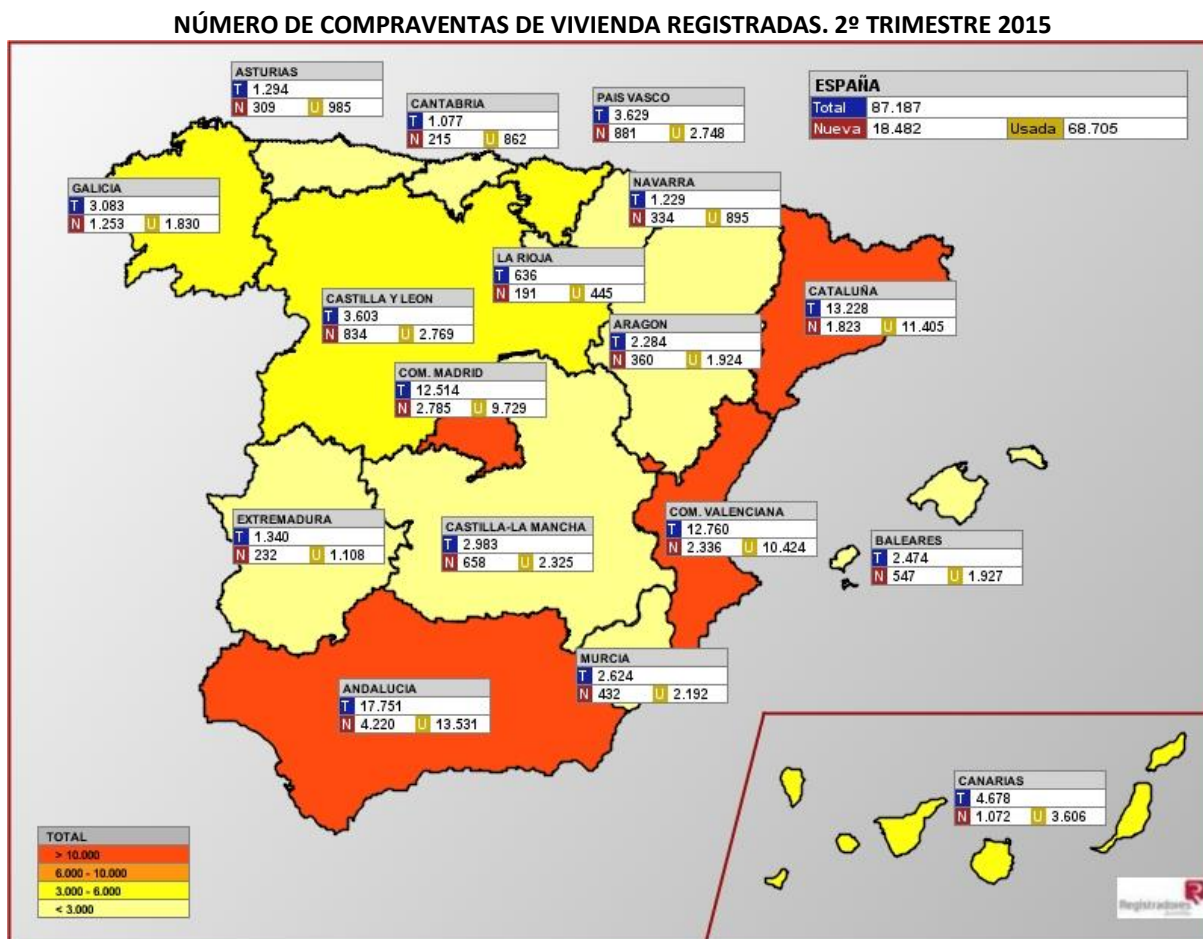 NÚMERO DE COMPRAVENTAS DE VIVIENDA REGISTRADAS. 2º TRIMESTRE 2015
ASTURIAS
T 1.294
N 309 U 985
CANTABRIA
T 1.077
N 215 U 862
PAIS VASCO
T 3.629
N 881 U 2.748
ESPAÑA
Total 87.187
Nueva 18.482 Usada 68.705
GALICIA
T 3.083
N 1.253 U 1.830
NAVARRA
T 1.229
N 334 U 895
LA RIOJA
T 636
N 191 U 445
CASTILLA Y LEON
T 3.603
N 834 U 2.769
CATALUÑA
T 13.228
N 1.823 U 11.405
ARAGON
T 2.284
N 360 U 1.924
COM. MADRID
T 12.514
N 2.785 U 9.729
EXTREMADURA
T 1.340
N 232 U 1.108
CASTILLA-LA MANCHA
T 2.983
N 658 U 2.325
COM. VALENCIANA
T 12.760
N 2.336 U 10.424
BALEARES
T 2.474
N 547 U 1.927
MURCIA
T 2.624
N 432 U 2.192
ANDALUCIA
T 17.751
N 4.220 U 13.531
CANARIAS
T 4.678
N 1.072 U 3.606
TOTAL
> 10.000
6.000 - 10.000
3.000 - 6.000
< 3.000
Registradores